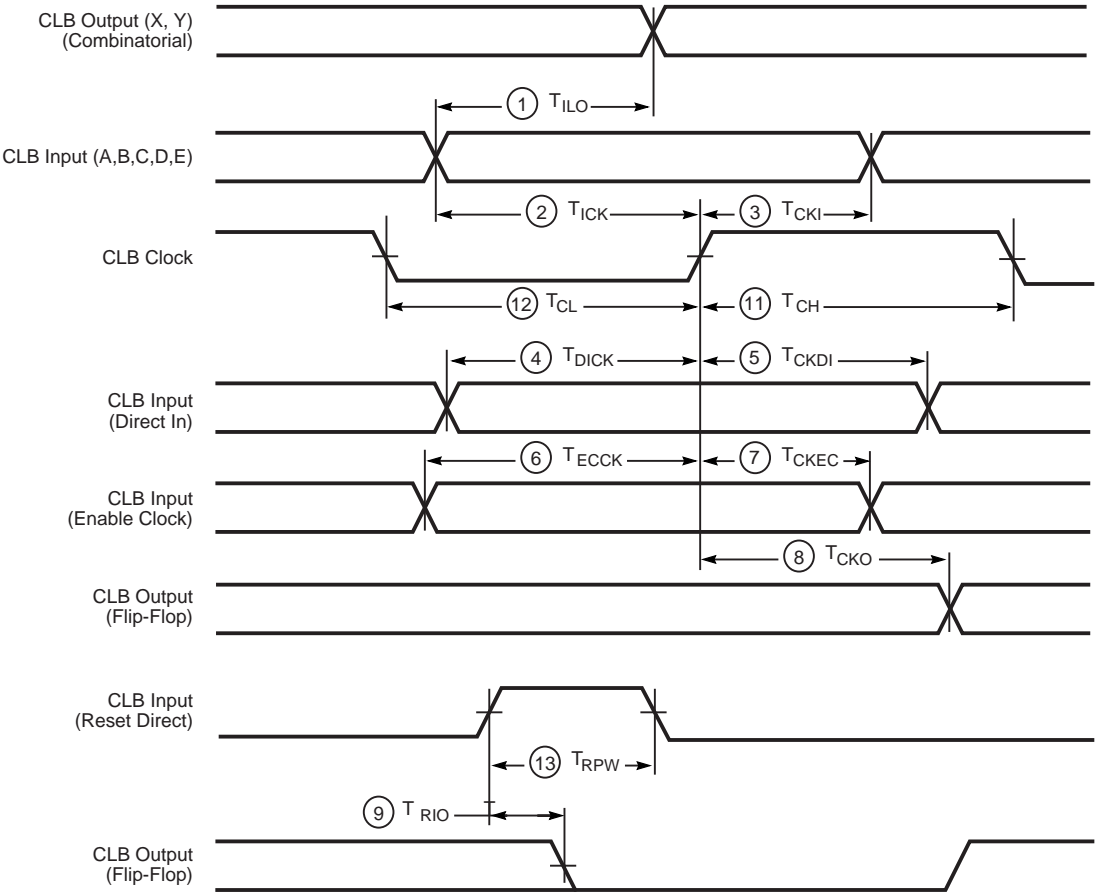 CLB Output (X, Y)
(Combinatorial)
1 TILO
CLB Input (A,B,C,D,E)
2 TICK
3 TCKI
CLB Clock
12 TCL
11 TCH
4 TDICK
5 TCKDI
CLB Input
(Direct In)
6 TECCK
7 TCKEC
CLB Input
(Enable Clock)
8 TCKO
CLB Output
(Flip-Flop)
CLB Input
(Reset Direct)
13 TRPW
9 T RIO
T
CLB Output
(Flip-Flop)